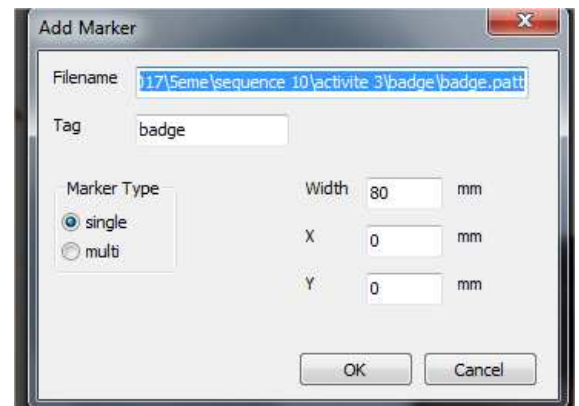 Add Marker
Filename 017\5eme\sequence 10\activite 3\badge\badge.patt
Tag badge
Marker Type
single
multi
Width 80 mm
X 0 mm
Y 0 mm
OK Cancel